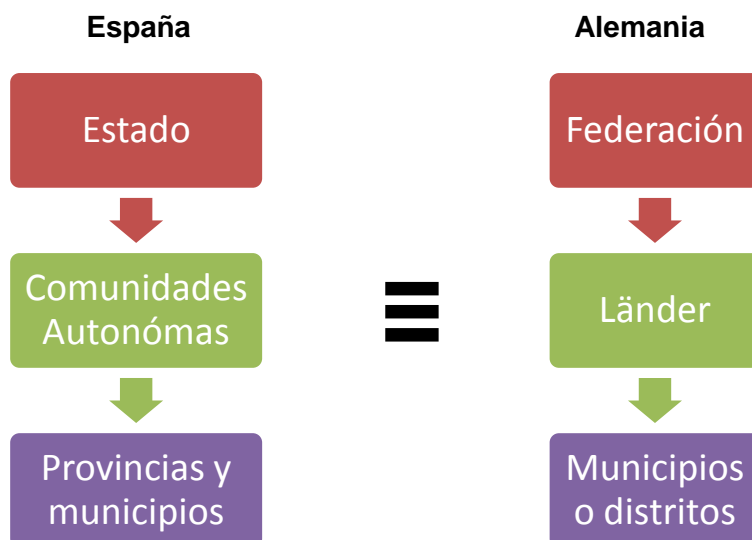 España
Alemania
Estado
Federación
Comunidades
Autonómas
Länder
Provincias y
municipios
Municipios
o distritos